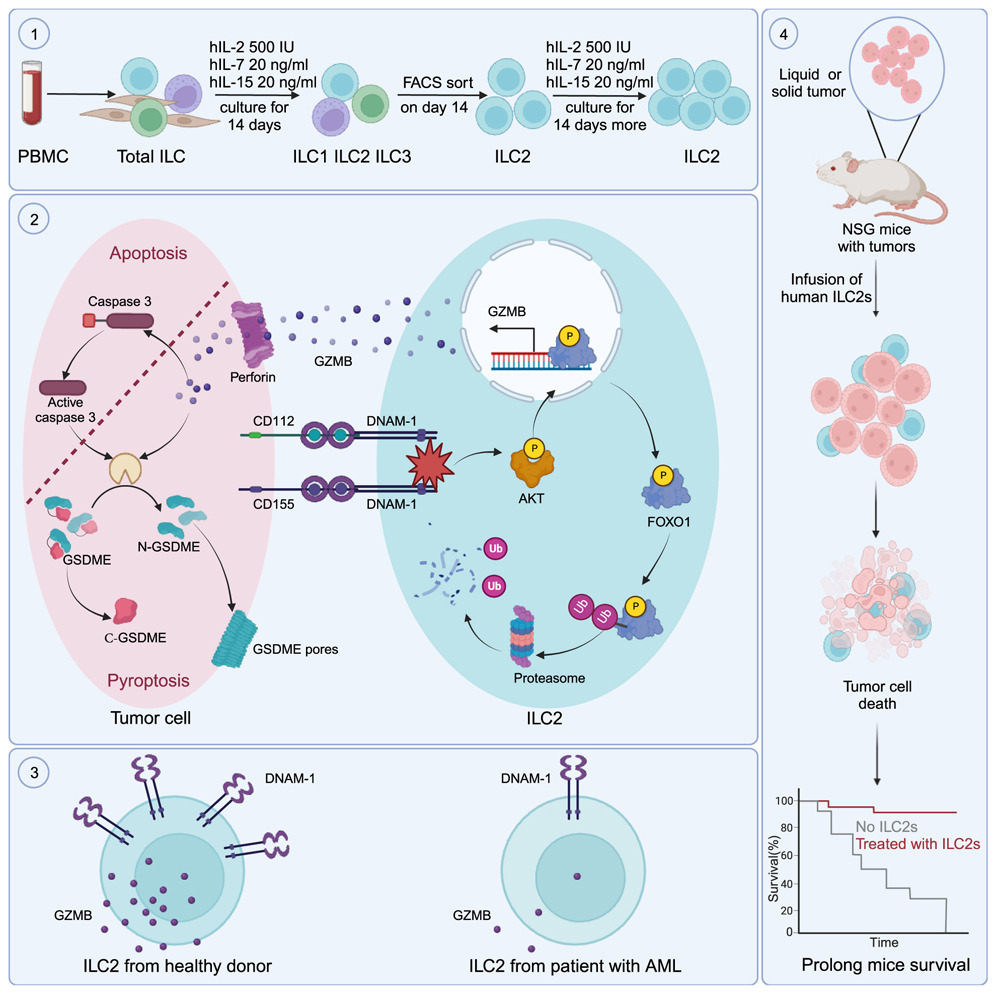 1
hIL-2 500 IU
hIL-7 20 ng/ml
hIL-15 20 ng/ml
culture for
14 days
FACS sort
on day 14
hIL-2 500 IU
hIL-7 20 ng/ml
hIL-15 20 ng/ml
culture for
14 days more
PBMC
Total ILC
ILC1 ILC2 ILC3
ILC2
ILC2
2
Apoptosis
Caspase 3
Active
caspase 3
Perforin
GZMB
GZMB
P
CD112
DNAM-1
CD155
DNAM-1
P
AKT
P
FOXO1
GSDME
N-GSDME
C-GSDME
GSDME pores
Ub
Ub
Ub
Ub
P
Proteasome
Pyroptosis
Tumor cell
ILC2
3
DNAM-1
GZMB
ILC2 from healthy donor
DNAM-1
GZMB
ILC2 from patient with AML
4
Liquid or
solid tumor
NSG mice
with tumors
Infusion of
human ILC2s
Tumor cell
death
Survival(%)
100
80
60
40
20
0
No ILC2s
Treated with ILC2s
Time
Prolong mice survival